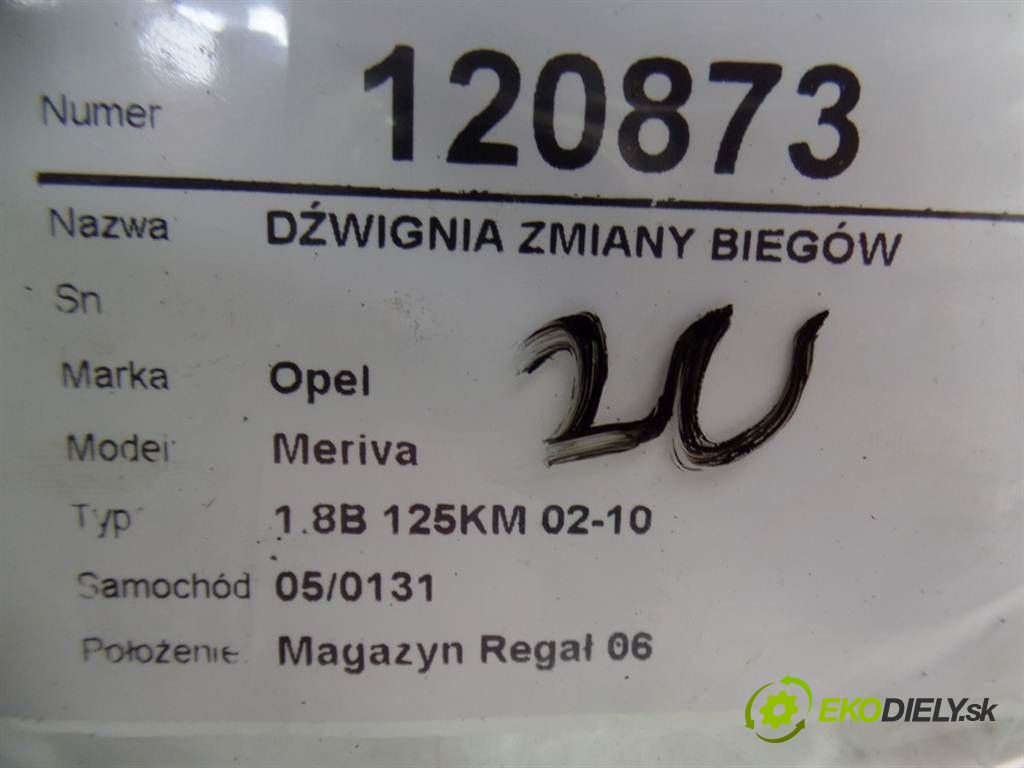 Numer 120873
Nazwa DŹWIGNIA ZMIANY BIEGÓW
Sn
Marka Opel
Model Meriva
Typ 1.8B 125KM 02-10
Samochód 05/0131
Położenie Magazyn Regał 06
EKODIELY.sk